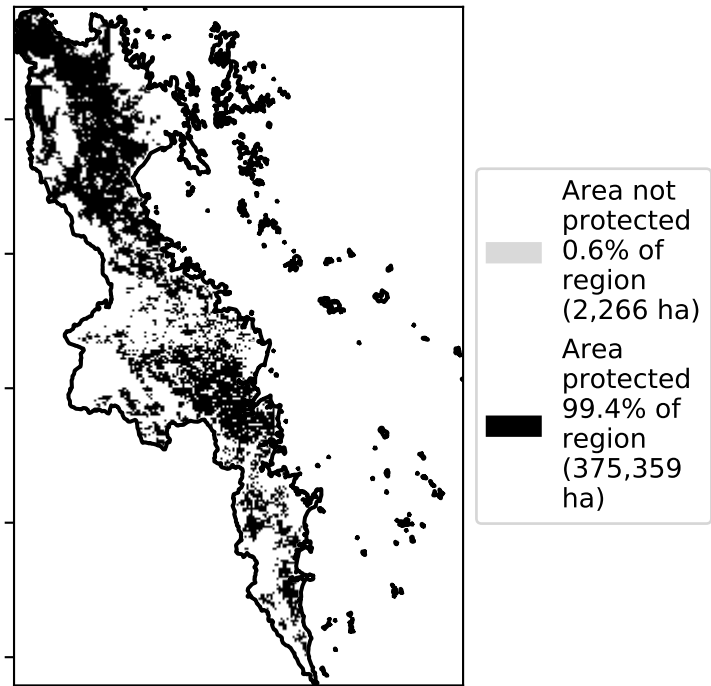 Area not
protected
0.6% of
region
(2,266 ha)
Area
protected
99.4% of
region
(375,359
ha)